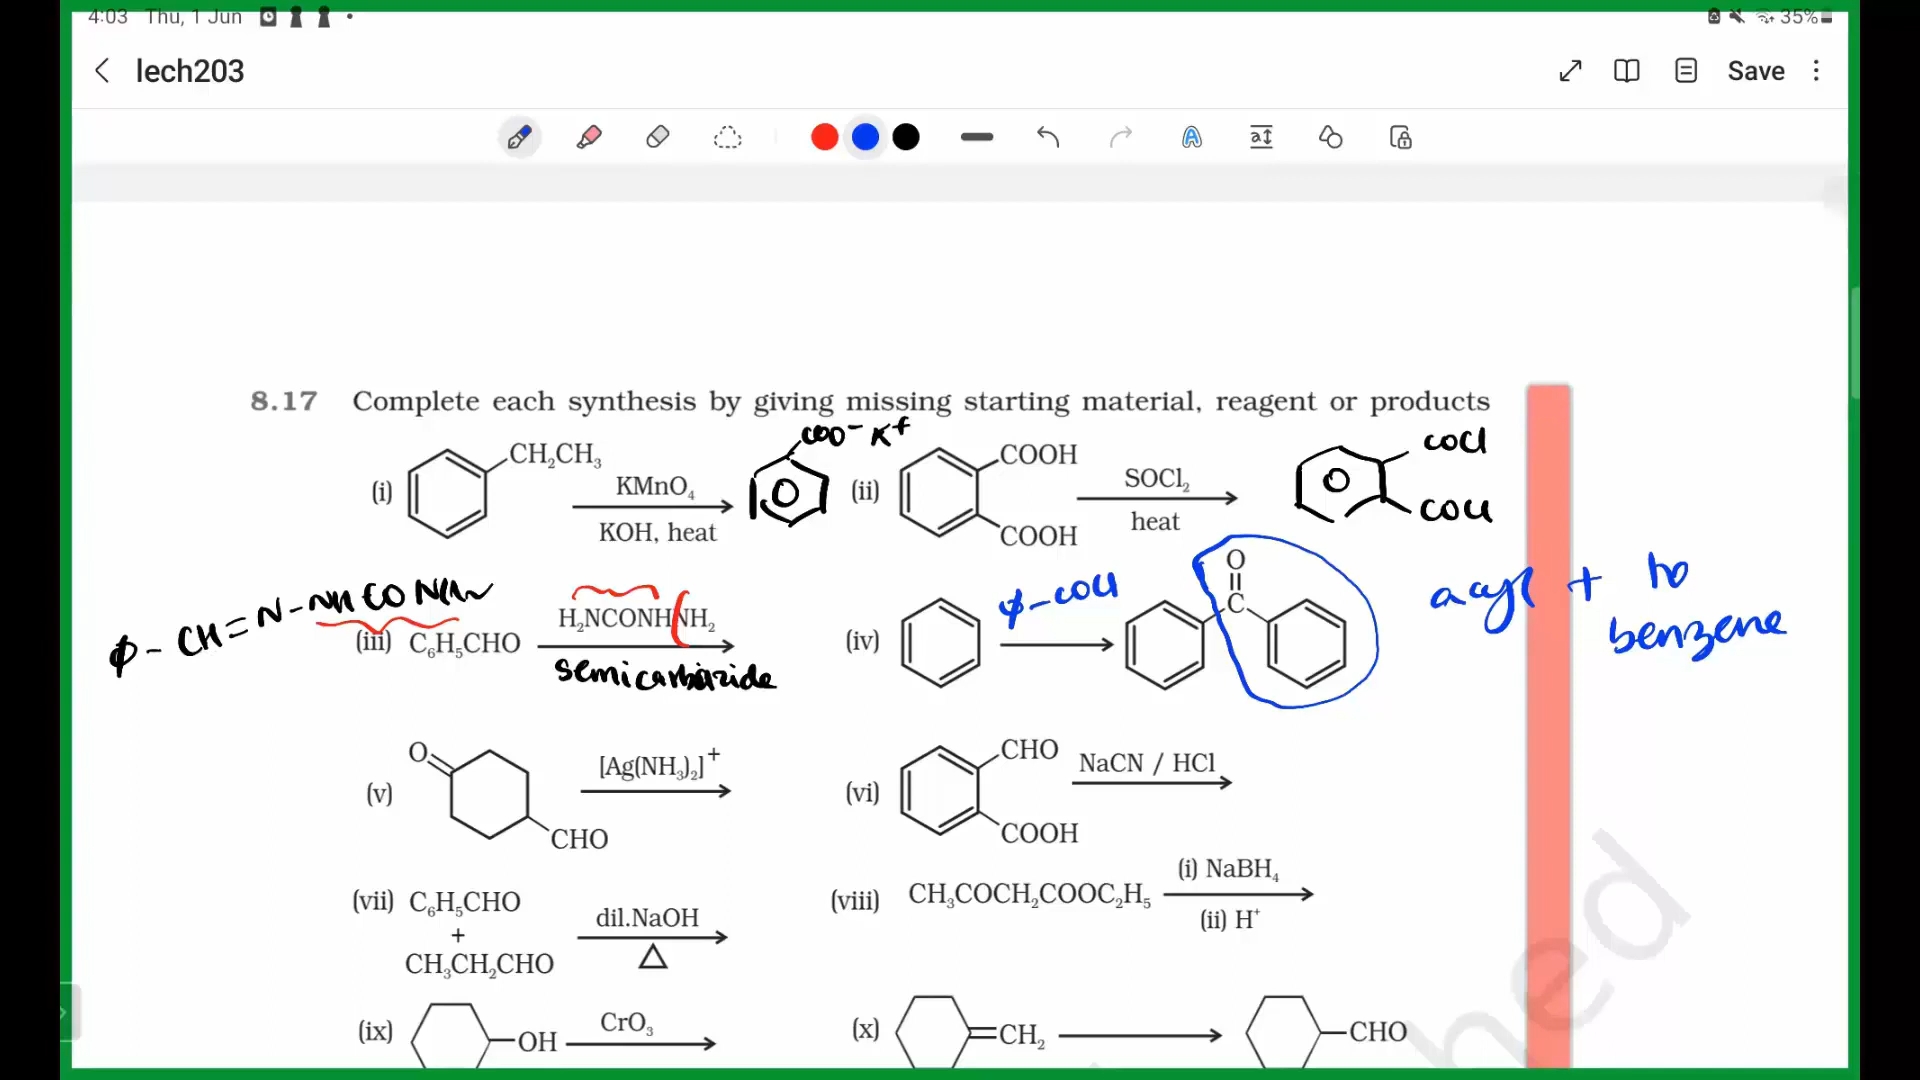 4:03 Thu, 1 Jun
35%
lech203
Save
8.17 Complete each synthesis by giving missing starting material, reagent or products
(i) CH₂CH₃ KMnO₄ KOH, heat COO⁻K⁺
(ii) COOH COOH SOCl₂ heat COCl COCl
ϕ-CH=N-NHCONH₂
(iii) C₆H₅CHO H₂NCONHNH₂
semicarbazide
(iv) ϕ-COCl O C
acyl + to
benzene
(v) O CHO [Ag(NH₃)₂]⁺
(vi) CHO COOH NaCN / HCl
(vii) C₆H₅CHO
+
CH₃CH₂CHO
dil.NaOH
△
(viii) CH₃COCH₂COOC₂H₅ (i) NaBH₄ (ii) H⁺
(ix) OH CrO₃
(x) =CH₂ CHO
hed